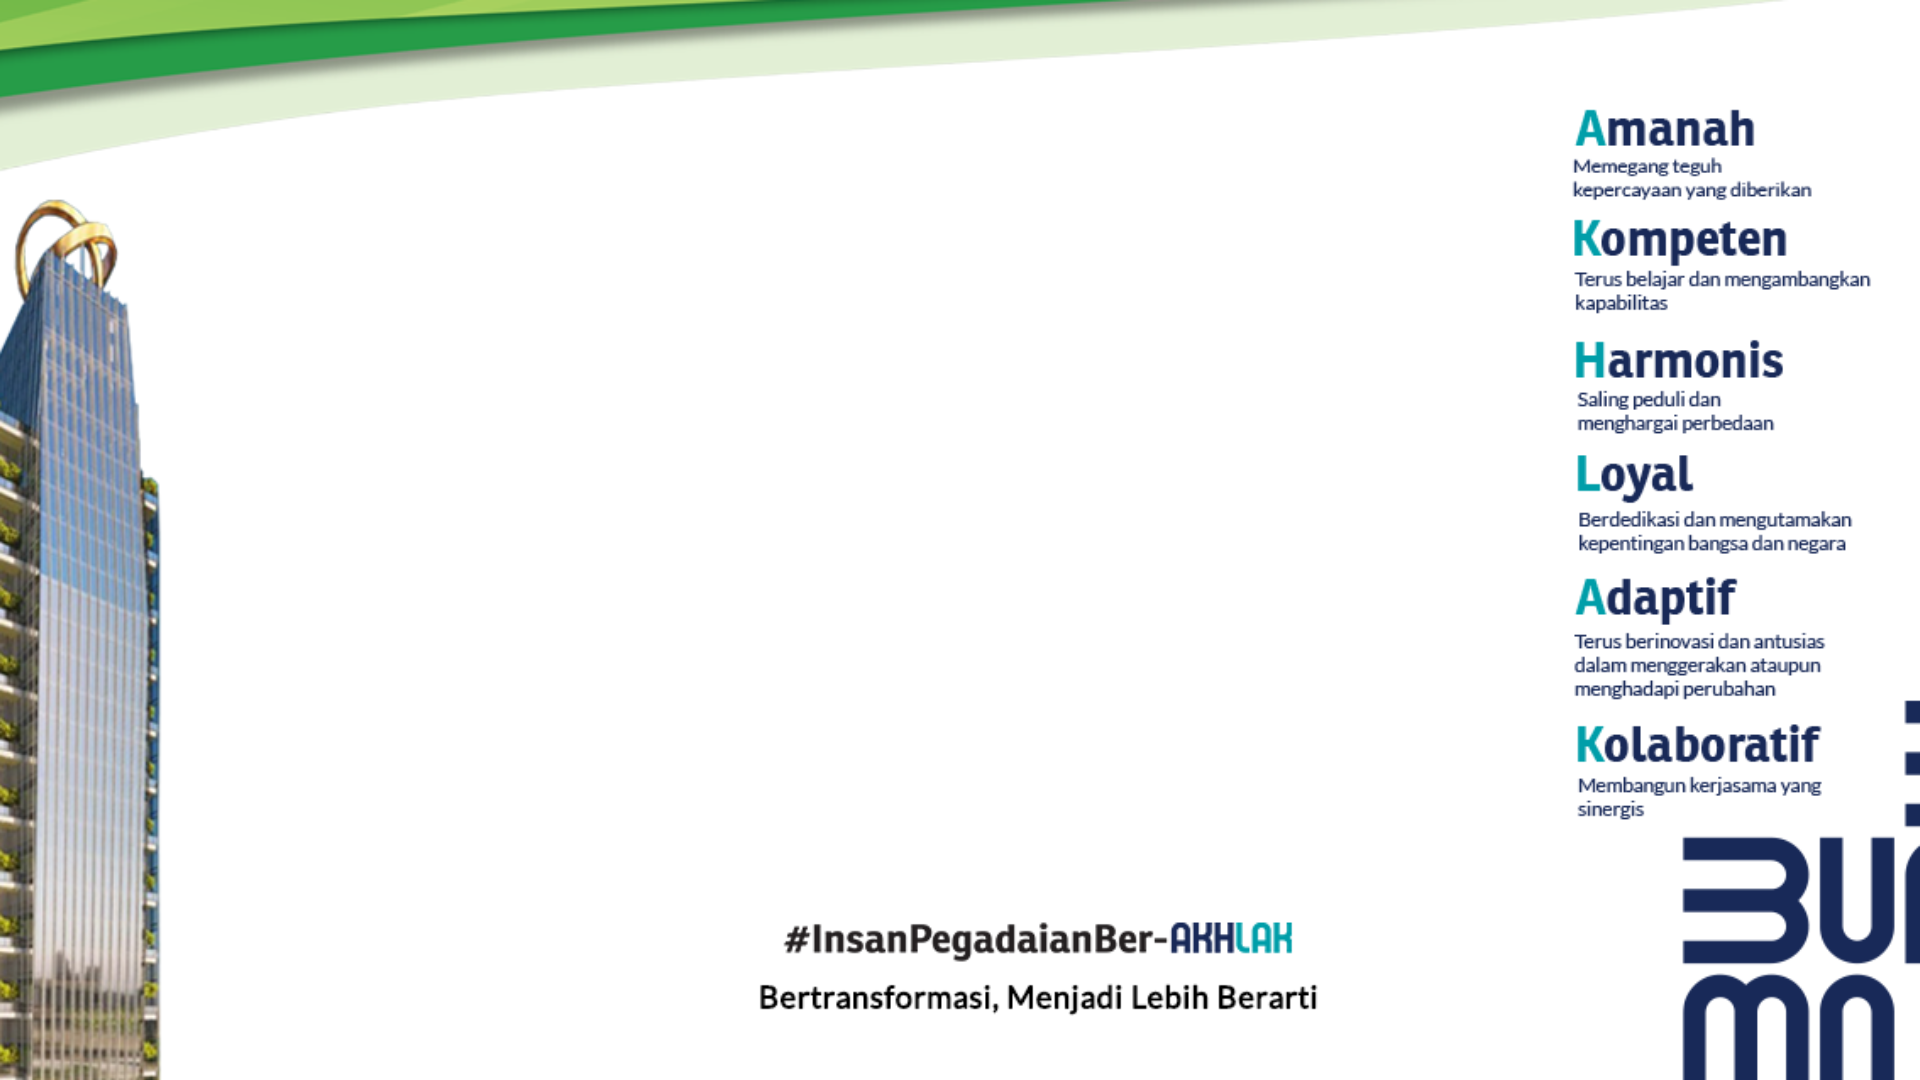 Amanah
Memegang teguh
kepercayaan yang diberikan
Kompeten
Terus belajar dan mengambangkan
kapabilitas
Harmonis
Saling peduli dan
menghargai perbedaan
Loyal
Berdedikasi dan mengutamakan
kepentingan bangsa dan negara
Adaptif
Terus berinovasi dan antusias
dalam menggerakan ataupun
menghadapi perubahan
Kolaboratif
Membangun kerjasama yang
sinergis
#InsanPegadaianBer-AKHLAK
Bertransformasi, Menjadi Lebih Berarti
BU
mn